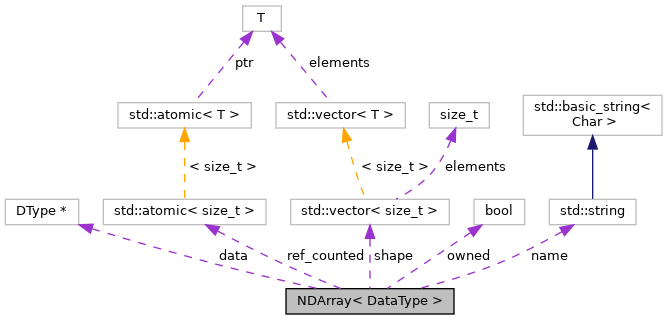 T
ptr
elements
std::basic_string<
Char >
std::atomic< T >
std::vector< T >
size_t
< size_t >
< size_t >
elements
DType *
std::atomic< size_t >
std::vector< size_t >
bool
std::string
data
ref_counted
shape
owned
name
NDArray< DataType >